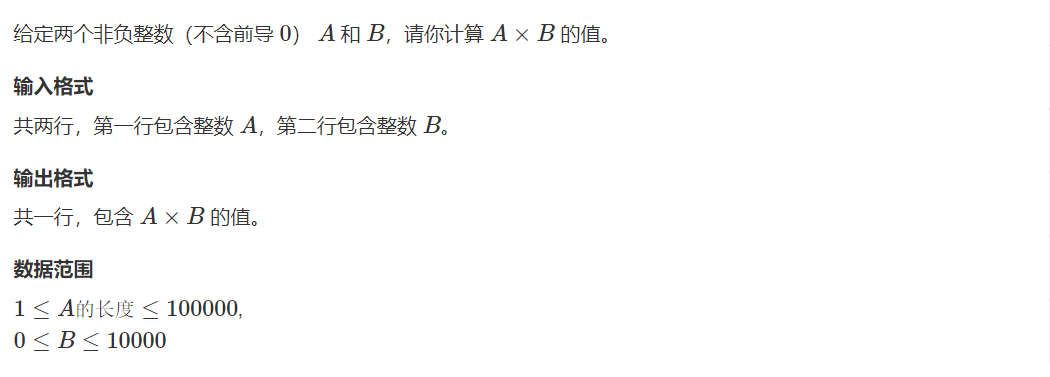 给定两个非负整数（不含前导 0） A 和 B，请你计算 A × B 的值。
输入格式
共两行，第一行包含整数 A，第二行包含整数 B。
输出格式
共一行，包含 A × B 的值。
数据范围
1 ≤ A的长度 ≤ 100000,
0 ≤ B ≤ 10000